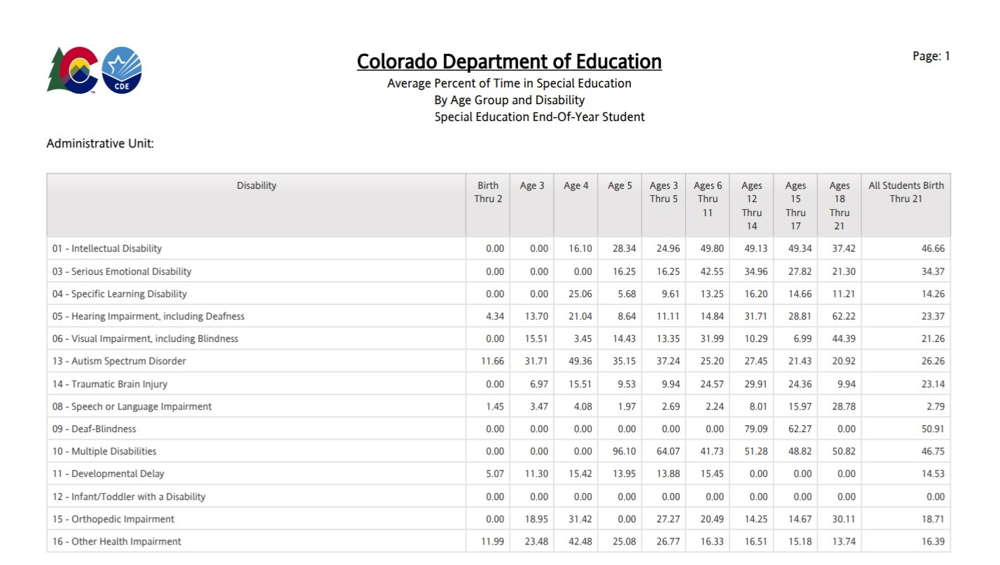 Colorado Department of Education
Page: 1
Average Percent of Time in Special Education
By Age Group and Disability
Special Education End-Of-Year Student
CDE
TM
Administrative Unit:
Disability Birth Thru 2 Age 3 Age 4 Age 5 Ages 3 Thru 5 Ages 6 Thru 11 Ages 12 Thru 14 Ages 15 Thru 17 Ages 18 Thru 21 All Students Birth Thru 21
01 - Intellectual Disability 0.00 0.00 16.10 28.34 24.96 49.80 49.13 49.34 37.42 46.66
03 - Serious Emotional Disability 0.00 0.00 0.00 16.25 16.25 42.55 34.96 27.82 21.30 34.37
04 - Specific Learning Disability 0.00 0.00 25.06 5.68 9.61 13.25 16.20 14.66 11.21 14.26
05 - Hearing Impairment, including Deafness 4.34 13.70 21.04 8.64 11.11 14.84 31.71 28.81 62.22 23.37
06 - Visual Impairment, including Blindness 0.00 15.51 3.45 14.43 13.35 31.99 10.29 6.99 44.39 21.26
13 - Autism Spectrum Disorder 11.66 31.71 49.36 35.15 37.24 25.20 27.45 21.43 20.92 26.26
14 - Traumatic Brain Injury 0.00 6.97 15.51 9.53 9.94 24.57 29.91 24.36 9.94 23.14
08 - Speech or Language Impairment 1.45 3.47 4.08 1.97 2.69 2.24 8.01 15.97 28.78 2.79
09 - Deaf-Blindness 0.00 0.00 0.00 0.00 0.00 0.00 79.09 62.27 0.00 50.91
10 - Multiple Disabilities 0.00 0.00 0.00 96.10 64.07 41.73 51.28 48.82 50.82 46.75
11 - Developmental Delay 5.07 11.30 15.42 13.95 13.88 15.45 0.00 0.00 0.00 14.53
12 - Infant/Toddler with a Disability 0.00 0.00 0.00 0.00 0.00 0.00 0.00 0.00 0.00 0.00
15 - Orthopedic Impairment 0.00 18.95 31.42 0.00 27.27 20.49 14.25 14.67 30.11 18.71
16 - Other Health Impairment 11.99 23.48 42.48 25.08 26.77 16.33 16.51 15.18 13.74 16.39